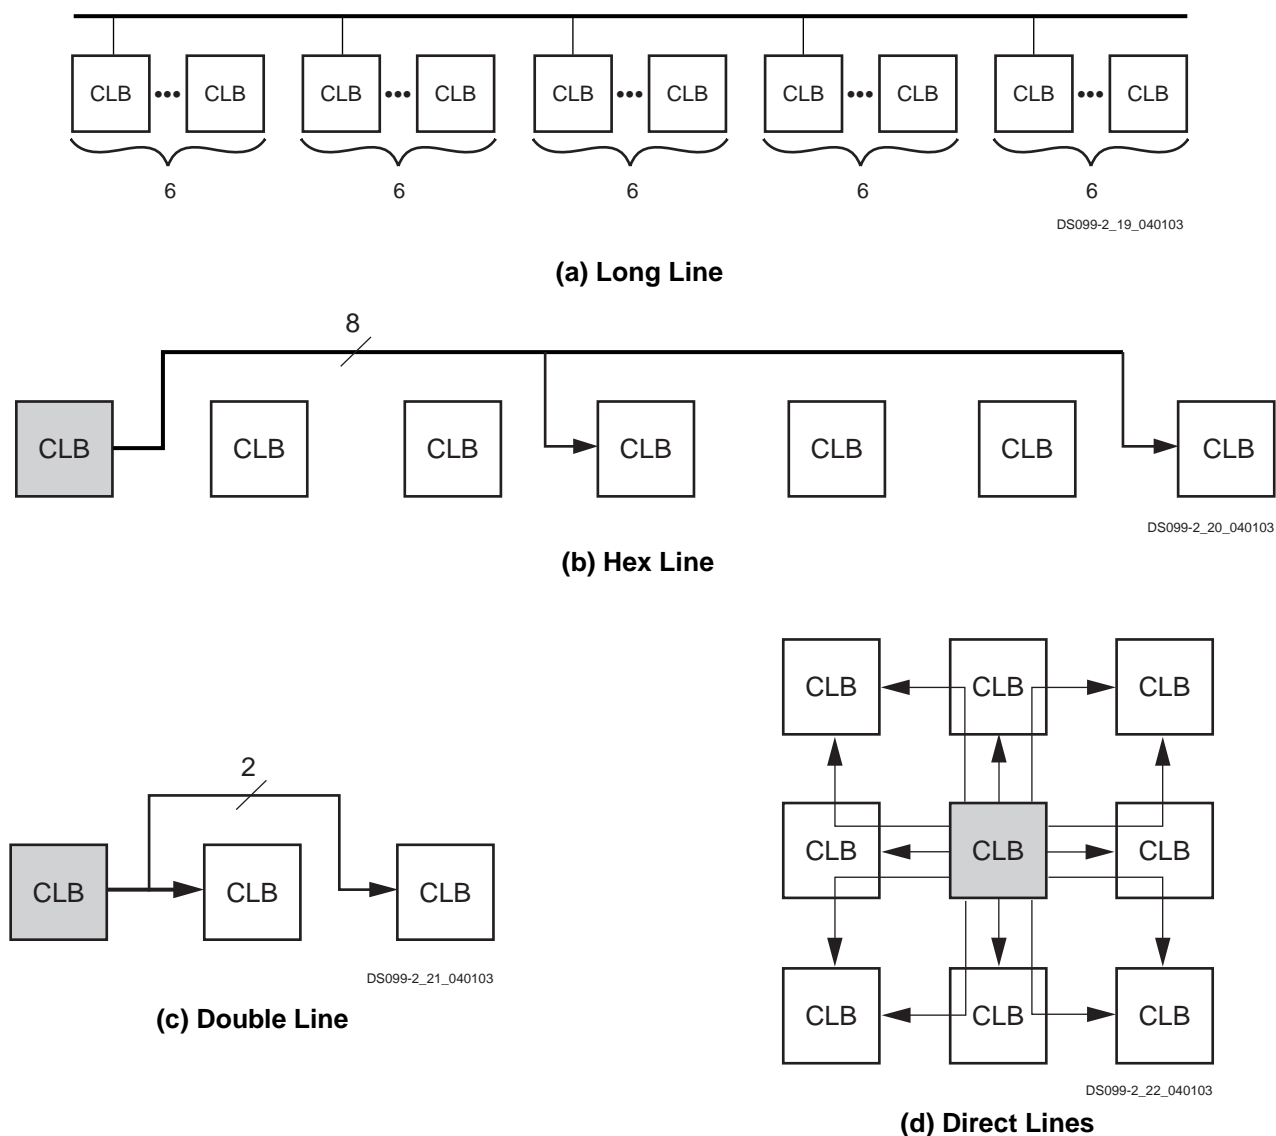 CLB ••• CLB CLB ••• CLB CLB ••• CLB CLB ••• CLB CLB ••• CLB
6 6 6 6 6
DS099-2_19_040103
(a) Long Line
8
CLB CLB CLB CLB CLB CLB CLB
DS099-2_20_040103
(b) Hex Line
2
CLB CLB CLB
DS099-2_21_040103
(c) Double Line
CLB CLB CLB
CLB CLB CLB
CLB CLB CLB
DS099-2_22_040103
(d) Direct Lines